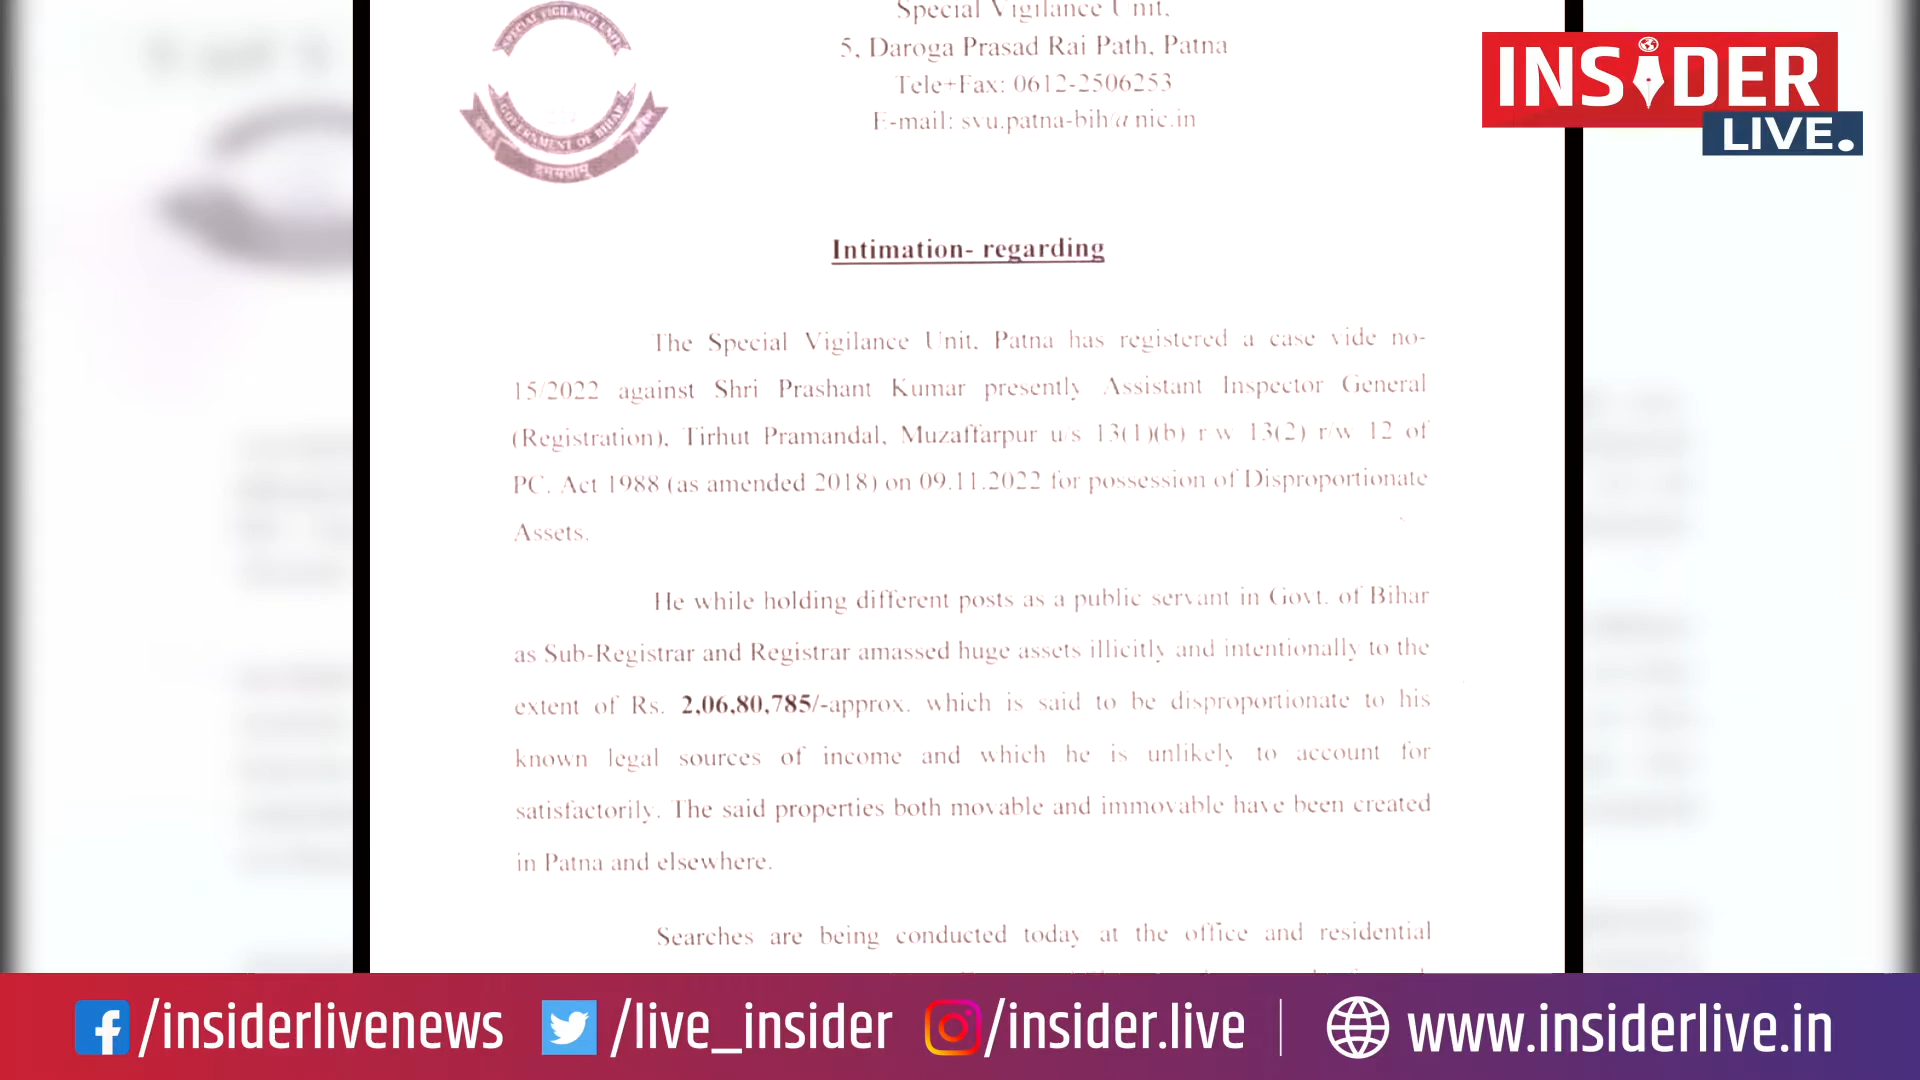 SPECIAL VIGILANCE UNIT
GOVERNMENT OF BIHAR
Special Vigilance Unit,
5, Daroga Prasad Rai Path, Patna
Tele+Fax: 0612-2506253
E-mail: svu.patna-bih@nic.in
INSIDER
LIVE.
Intimation- regarding
The Special Vigilance Unit, Patna has registered a case vide no-
15/2022 against Shri Prashant Kumar presently Assistant Inspector General
(Registration), Tirhut Pramandal, Muzaffarpur u/s 13(1)(b) r/w 13(2) r/w 12 of
PC. Act 1988 (as amended 2018) on 09.11.2022 for possession of Disproportionate
Assets.
He while holding different posts as a public servant in Govt. of Bihar
as Sub-Registrar and Registrar amassed huge assets illicitly and intentionally to the
extent of Rs. 2,06,80,785/-approx. which is said to be disproportionate to his
known legal sources of income and which he is unlikely to account for
satisfactorily. The said properties both movable and immovable have been created
in Patna and elsewhere.
Searches are being conducted today at the office and residential
/insiderlivenews /live_insider /insider.live www.insiderlive.in